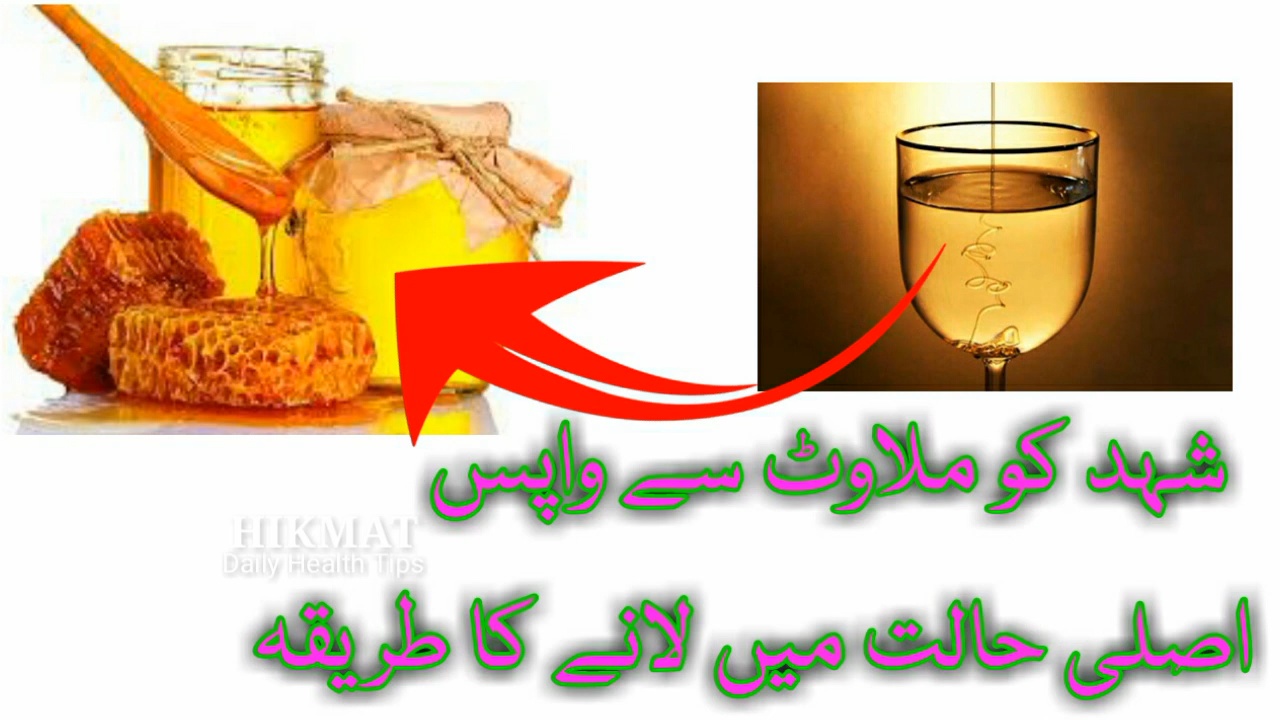 شہد کو ملاوٹ سے واپس
HIKMAT
Daily Health Tips
اصلی حالت میں لانے کا طریقہ